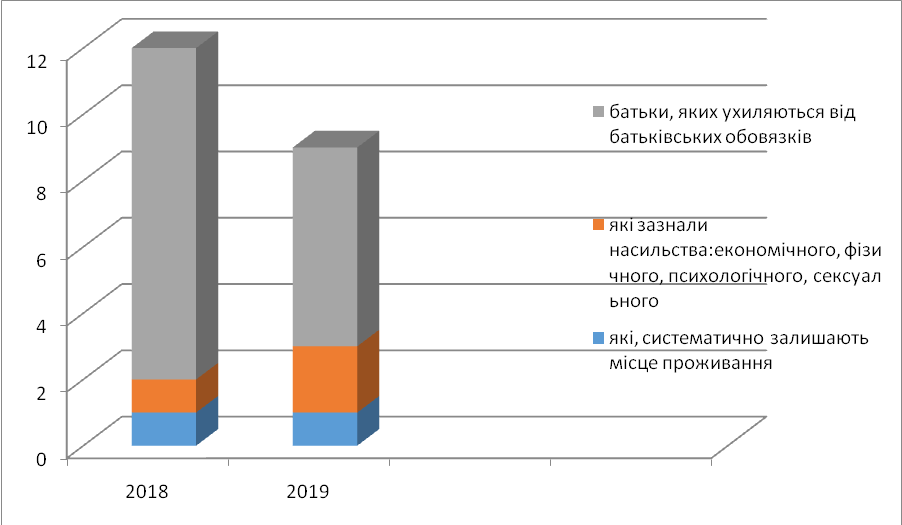 12
10
8
6
4
2
0
2018
2019
батьки, яких ухиляються від
батьківських обовязків
які зазнали
насильства:економічного, фізи
чного, психологічного, сексуал
ьного
які, систематично залишають
місце проживання